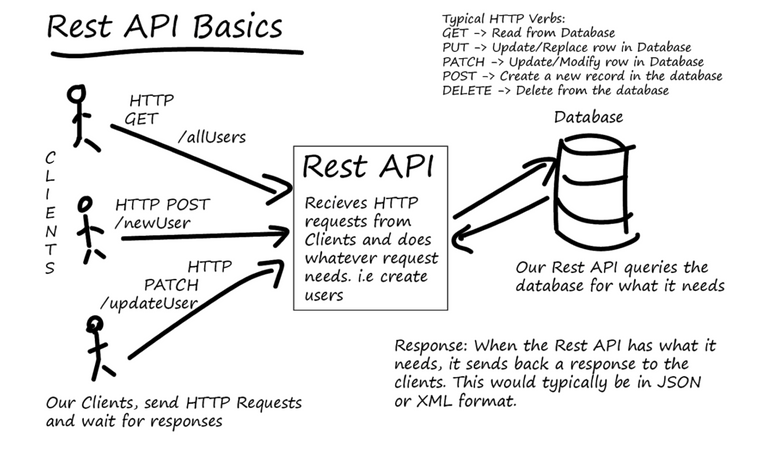 Rest API Basics
Typical HTTP Verbs:
GET -> Read from Database
PUT -> Update/Replace row in Database
PATCH -> Update/Modify row in Database
POST -> Create a new record in the database
DELETE -> Delete from the database
CLIENTS
HTTP
GET
/allUsers
HTTP POST
/newUser
HTTP
PATCH
/updateUser
Our Clients, send HTTP Requests
and wait for responses
Rest API
Recieves HTTP
requests from
Clients and does
whatever request
needs. i.e create
users
Database
Our Rest API queries the
database for what it needs
Response: When the Rest API has what it
needs, it sends back a response to the
clients. This would typically be in JSON
or XML format.